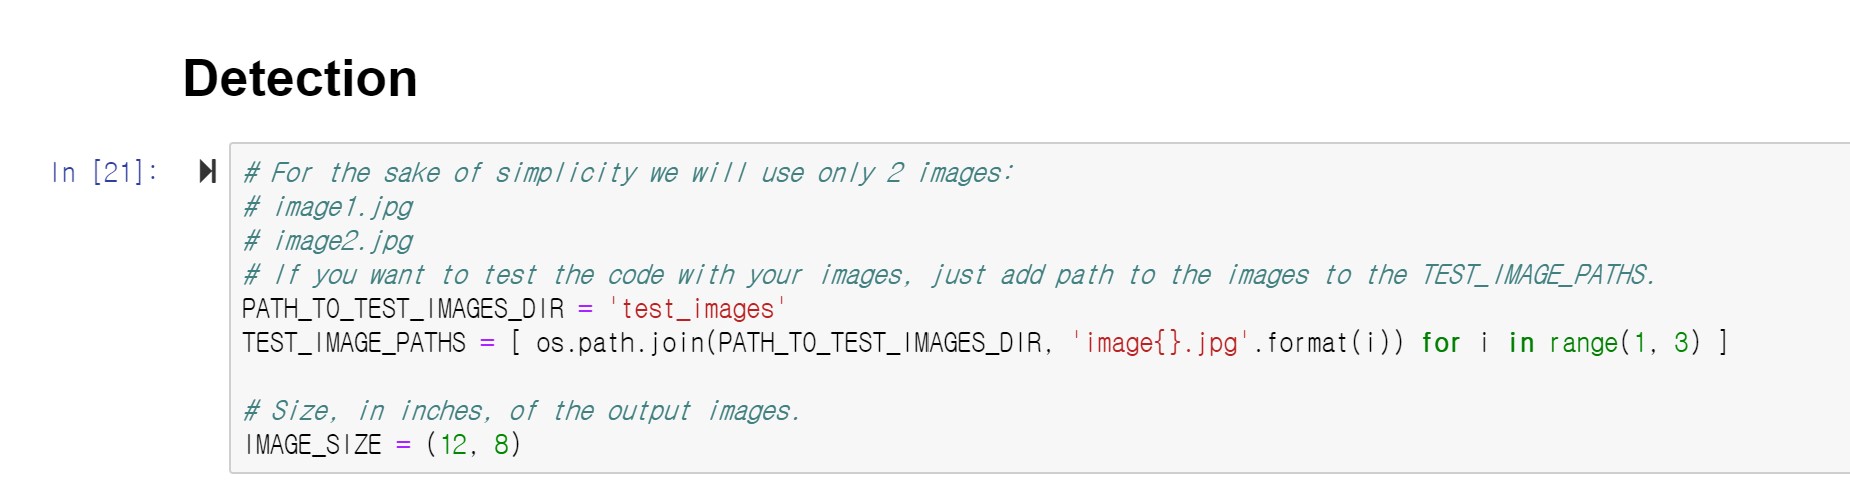 Detection
In [21]:
# For the sake of simplicity we will use only 2 images:
# image1.jpg
# image2.jpg
# If you want to test the code with your images, just add path to the images to the TEST_IMAGE_PATHS.
PATH_TO_TEST_IMAGES_DIR = 'test_images'
TEST_IMAGE_PATHS = [ os.path.join(PATH_TO_TEST_IMAGES_DIR, 'image{}.jpg'.format(i)) for i in range(1, 3) ]
# Size, in inches, of the output images.
IMAGE_SIZE = (12, 8)